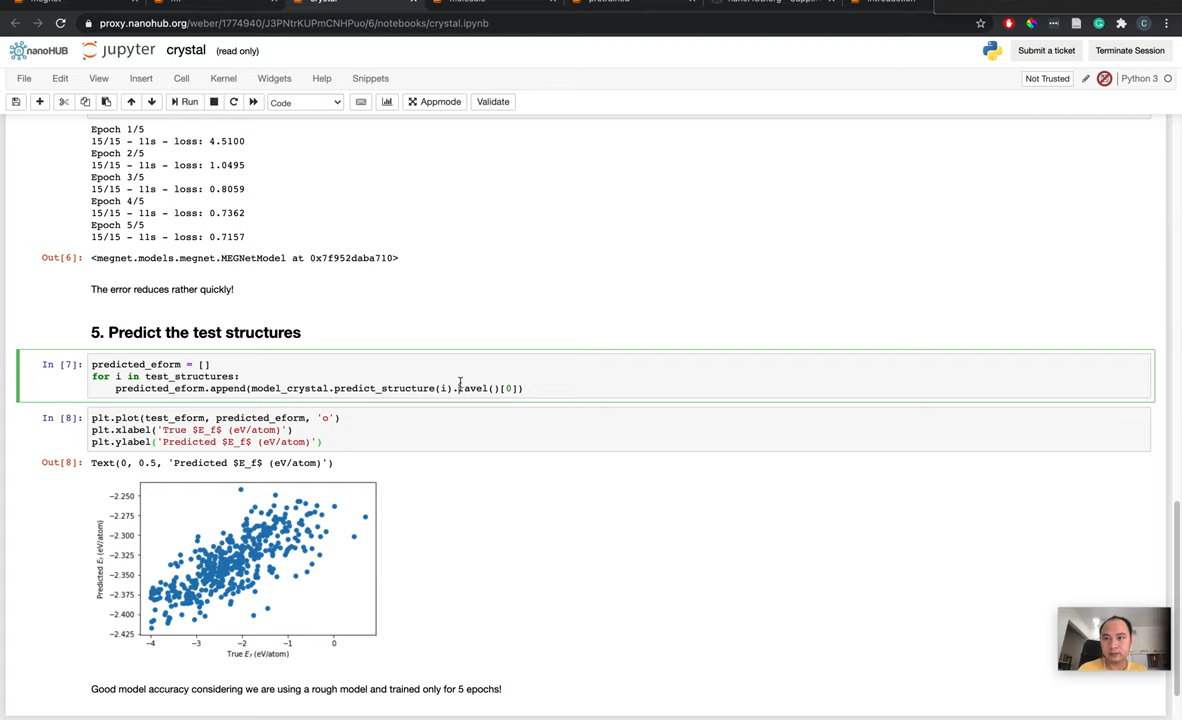 proxy.nanohub.org/weber/1774940/J3PNtrKUPmCNHPuo/6/notebooks/crystal.ipynb
nanoHUB jupyter crystal (read only) Submit a ticket Terminate Session
File Edit View Insert Cell Kernel Widgets Help Snippets Not Trusted Python 3
Run Code Appmode Validate
Epoch 1/5
15/15 - 11s - loss: 4.5100
Epoch 2/5
15/15 - 11s - loss: 1.0495
Epoch 3/5
15/15 - 11s - loss: 0.8059
Epoch 4/5
15/15 - 11s - loss: 0.7362
Epoch 5/5
15/15 - 11s - loss: 0.7157
Out[6]: <megnet.models.megnet.MEGNetModel at 0x7f952daba710>
The error reduces rather quickly!
5. Predict the test structures
In [7]: predicted_eform = []
for i in test_structures:
predicted_eform.append(model_crystal.predict_structure(i).ravel()[0])
In [8]: plt.plot(test_eform, predicted_eform, 'o')
plt.xlabel('True $E_f$ (eV/atom)')
plt.ylabel('Predicted $E_f$ (eV/atom)')
Out[8]: Text(0, 0.5, 'Predicted $E_f$ (eV/atom)')
−2.250
−2.275
−2.300
−2.325
−2.350
−2.375
−2.400
−2.425
Predicted Ef (eV/atom)
−4 −3 −2 −1 0
True Ef (eV/atom)
Good model accuracy considering we are using a rough model and trained only for 5 epochs!